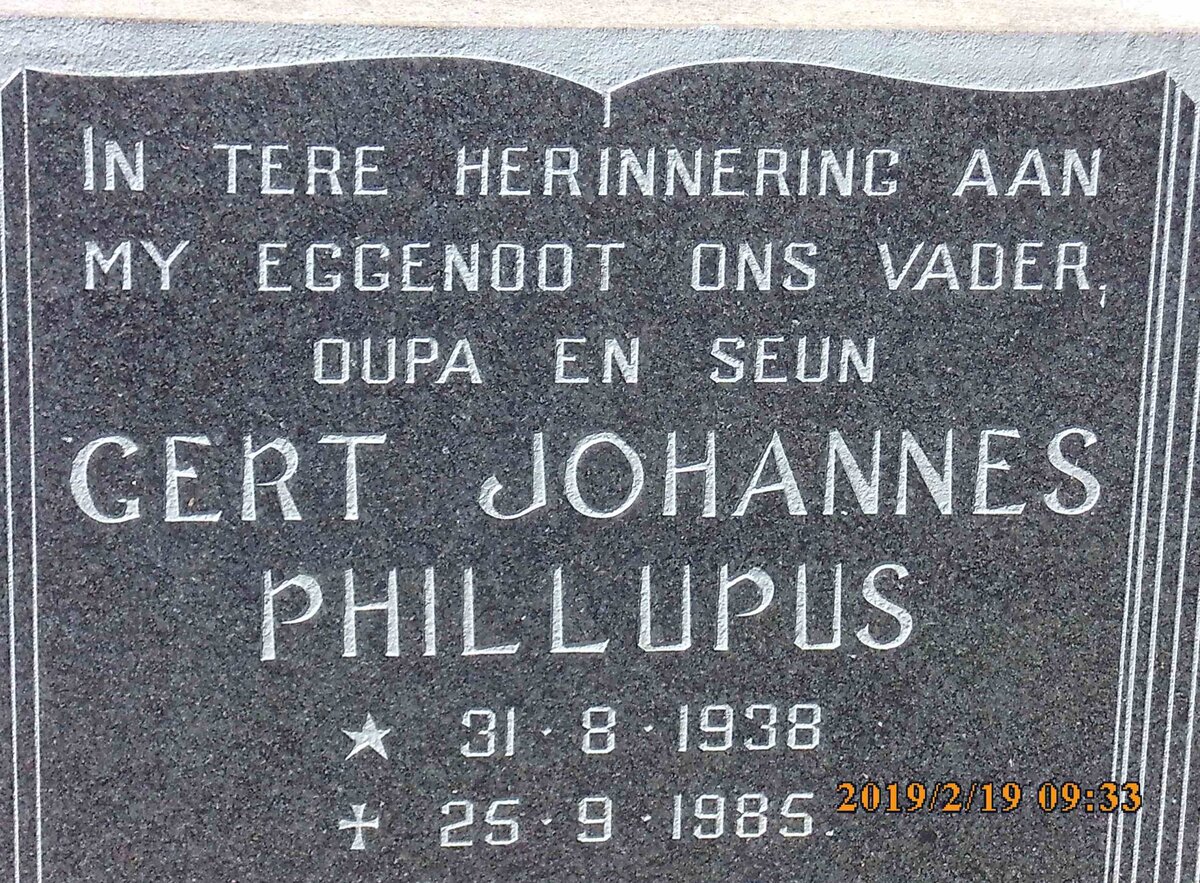 IN TERE HERINNERING AAN
MY EGGENOOT ONS VADER,
OUPA EN SEUN
GERT JOHANNES
PHILLUPUS
★ 31·8·1938
✠ 25·9·1985.
2019/2/19 09:33